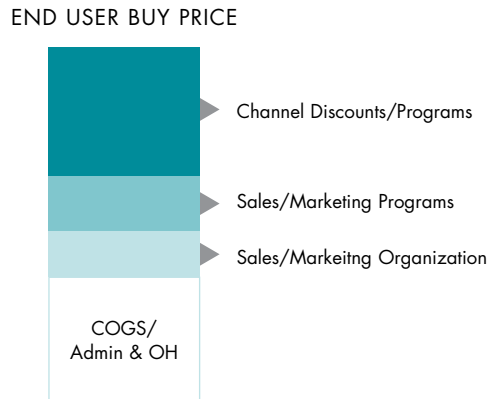 END USER BUY PRICE
Channel Discounts/Programs
Sales/Marketing Programs
Sales/Markeitng Organization
COGS/
Admin & OH